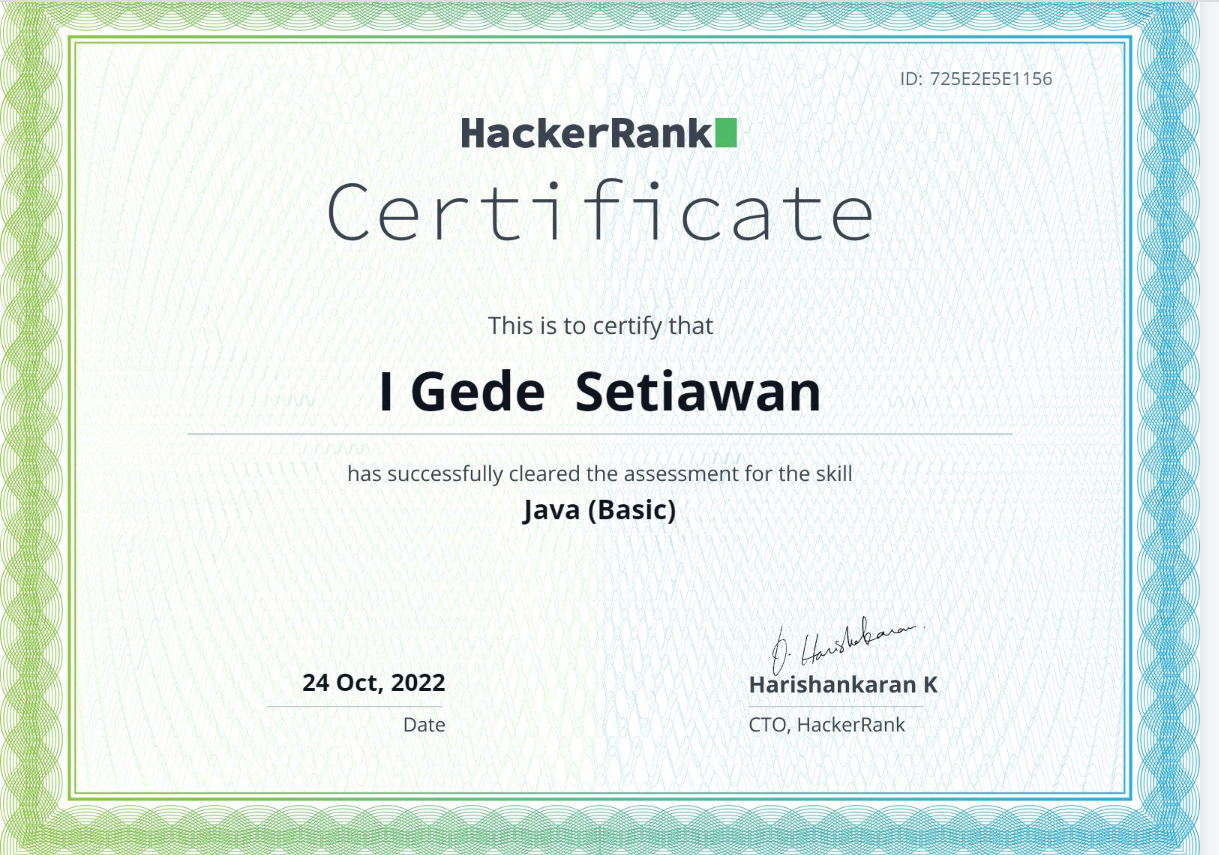 ID: 725E2E5E1156
HackerRank
Certificate
This is to certify that
I Gede Setiawan
has successfully cleared the assessment for the skill
Java (Basic)
24 Oct, 2022
Date
Harishankaran K
CTO, HackerRank